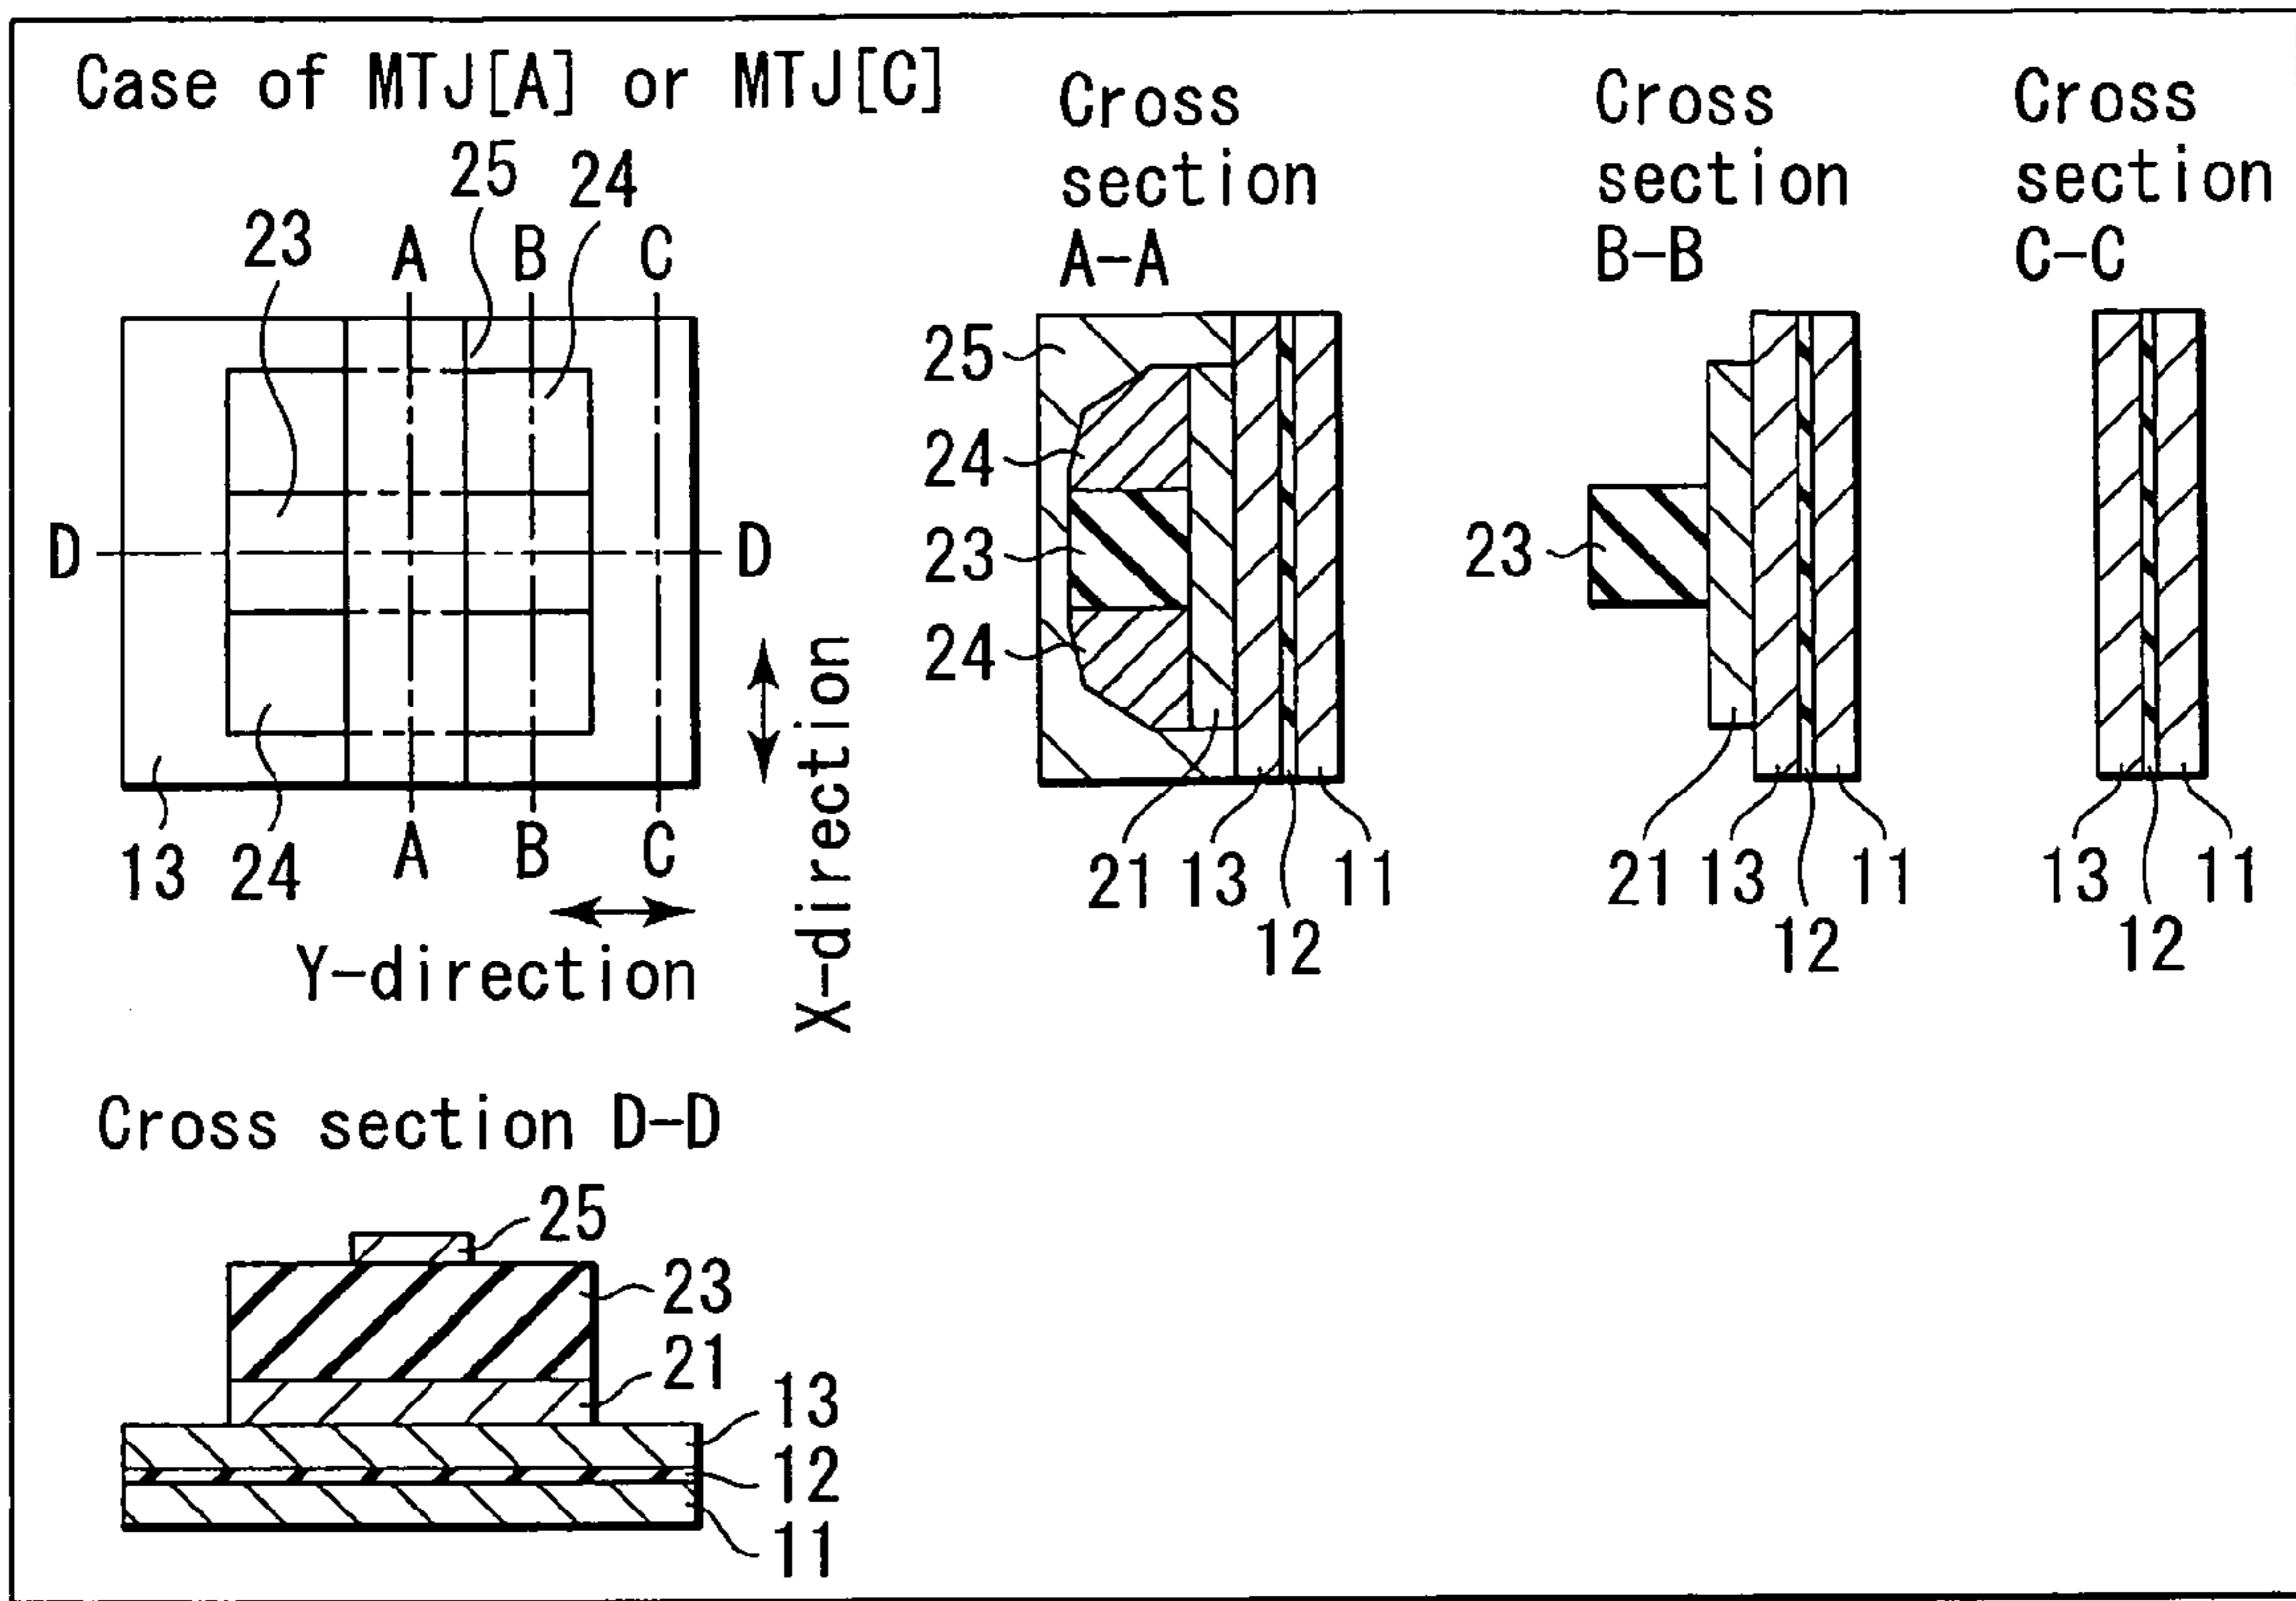 Case of MTJ[A] or MTJ[C]
25
24
23
A
B
C
D
D
13
24
A
B
C
Y-direction
X-direction
Cross
section
A-A
25
24
23
24
21
13
11
12
Cross
section
B-B
23
21
13
11
12
Cross
section
C-C
13
11
12
Cross section D-D
25
23
21
13
12
11